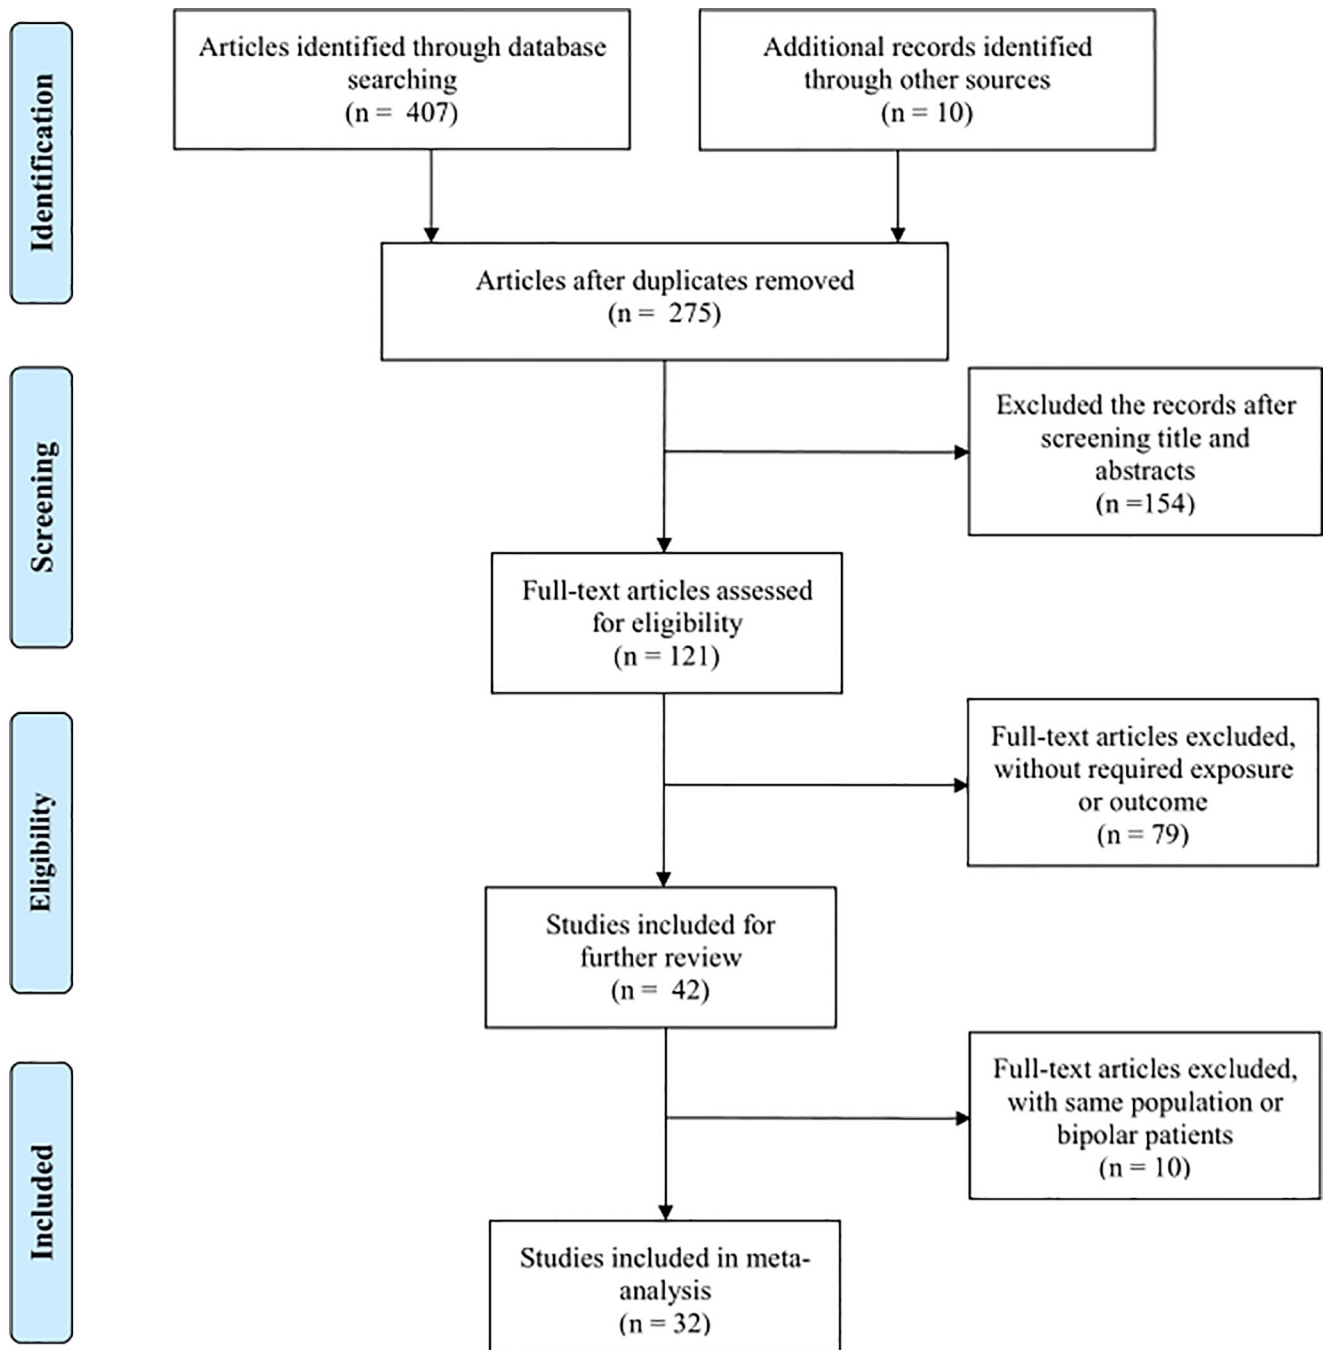 Identification
Articles identified through database
searching
(n = 407)
Additional records identified
through other sources
(n = 10)
Articles after duplicates removed
(n = 275)
Screening
Excluded the records after
screening title and
abstracts
(n =154)
Full-text articles assessed
for eligibility
(n = 121)
Eligibility
Full-text articles excluded,
without required exposure
or outcome
(n = 79)
Studies included for
further review
(n = 42)
Included
Full-text articles excluded,
with same population or
bipolar patients
(n = 10)
Studies included in meta-
analysis
(n = 32)